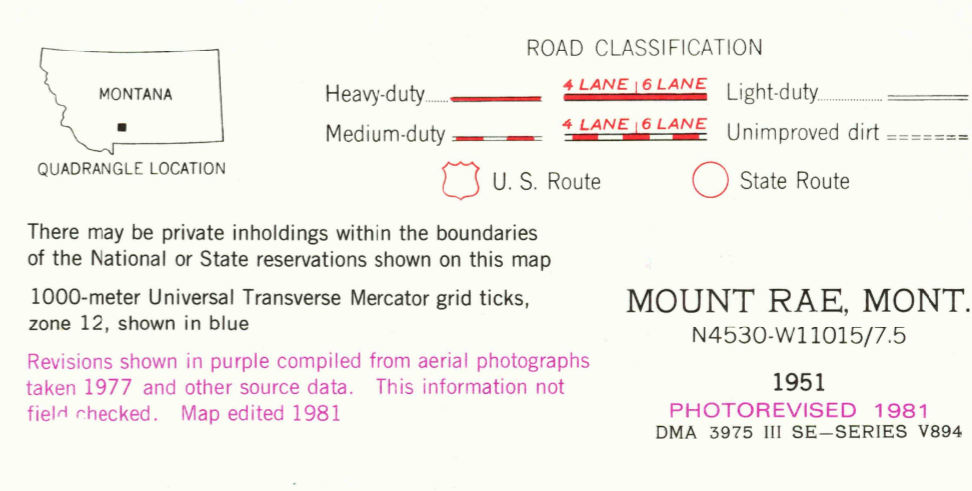 MONTANA
QUADRANGLE LOCATION
ROAD CLASSIFICATION
Heavy-duty 4 LANE 6 LANE Light-duty
Medium-duty 4 LANE 6 LANE Unimproved dirt
U. S. Route State Route
There may be private inholdings within the boundaries
of the National or State reservations shown on this map
1000-meter Universal Transverse Mercator grid ticks,
zone 12, shown in blue
Revisions shown in purple compiled from aerial photographs
taken 1977 and other source data. This information not
field checked. Map edited 1981
MOUNT RAE, MONT.
N4530-W11015/7.5
1951
PHOTOREVISED 1981
DMA 3975 III SE-SERIES V894